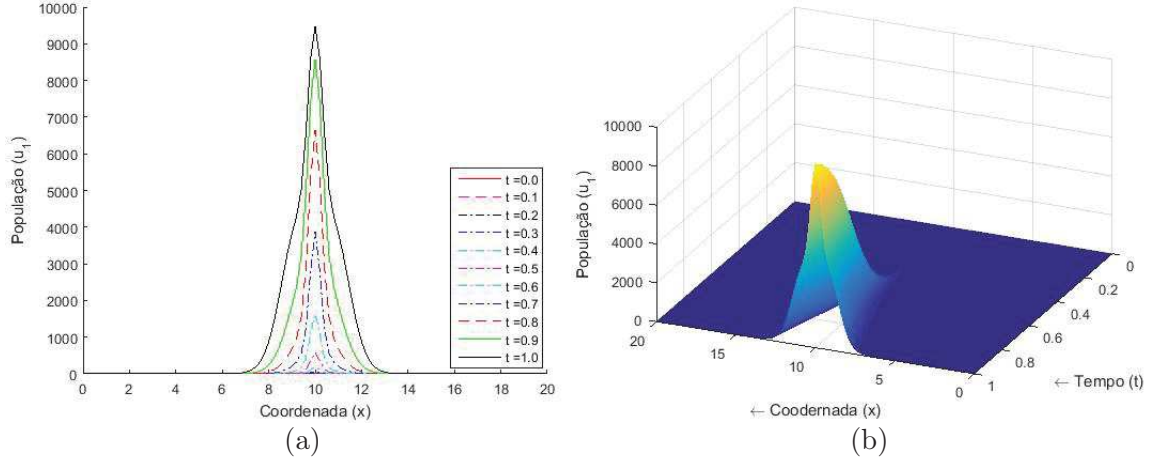 10000
9000
8000
7000
6000
5000
4000
3000
2000
1000
0
População (u1)
0 2 4 6 8 10 12 14 16 18 20
Coordenada (x)
t =0.0
t =0.1
t =0.2
t =0.3
t =0.4
t =0.5
t =0.6
t =0.7
t =0.8
t =0.9
t =1.0
(a)
10000
8000
6000
4000
2000
0
População (u1)
20 15 10 5 0
← Coodernada (x)
0
0.2
0.4
0.6
0.8
1
← Tempo (t)
(b)